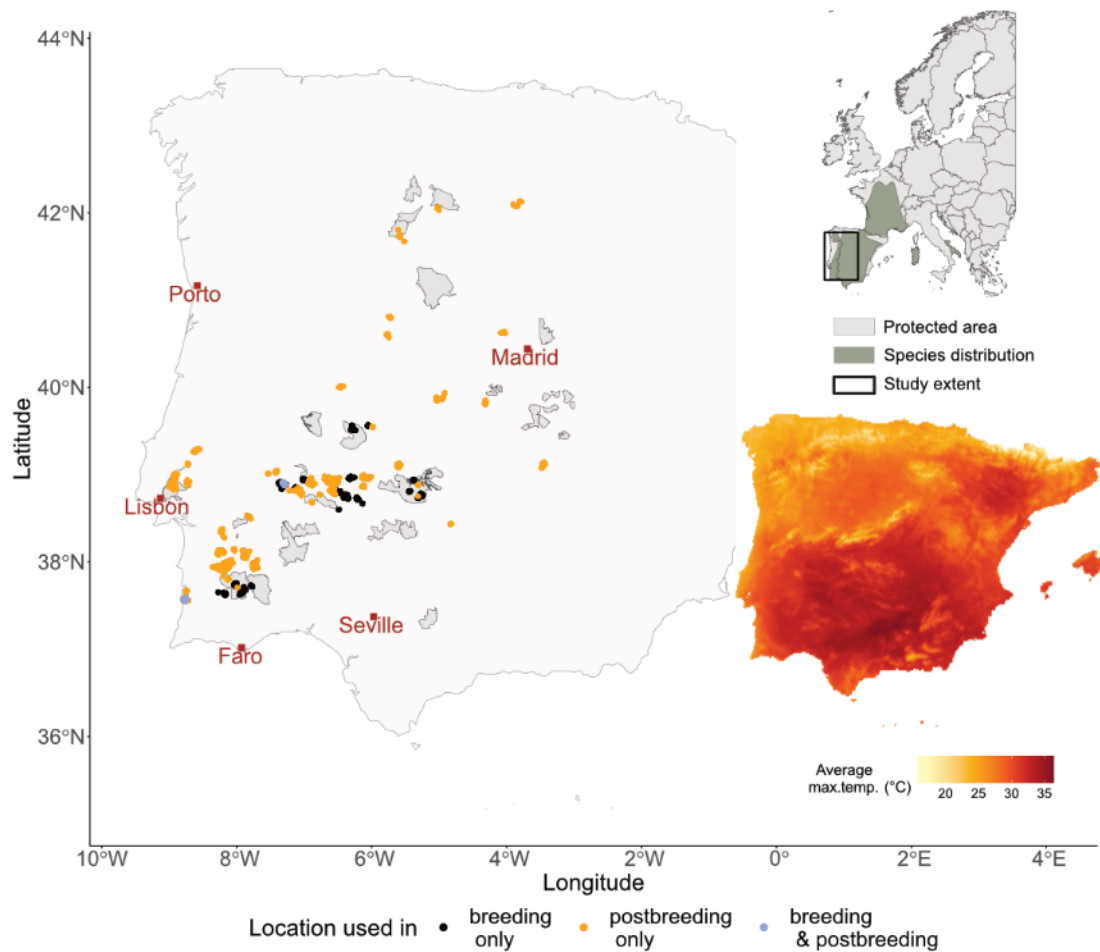 44°N
42°N
40°N
38°N
36°N
Latitude
Porto
Madrid
Lisbon
Seville
Faro
Protected area
Species distribution
Study extent
Average
max.temp. (°C)
20 25 30 35
10°W 8°W 6°W 4°W 2°W 0° 2°E 4°E
Longitude
Location used in
breeding
only
postbreeding
only
breeding
& postbreeding